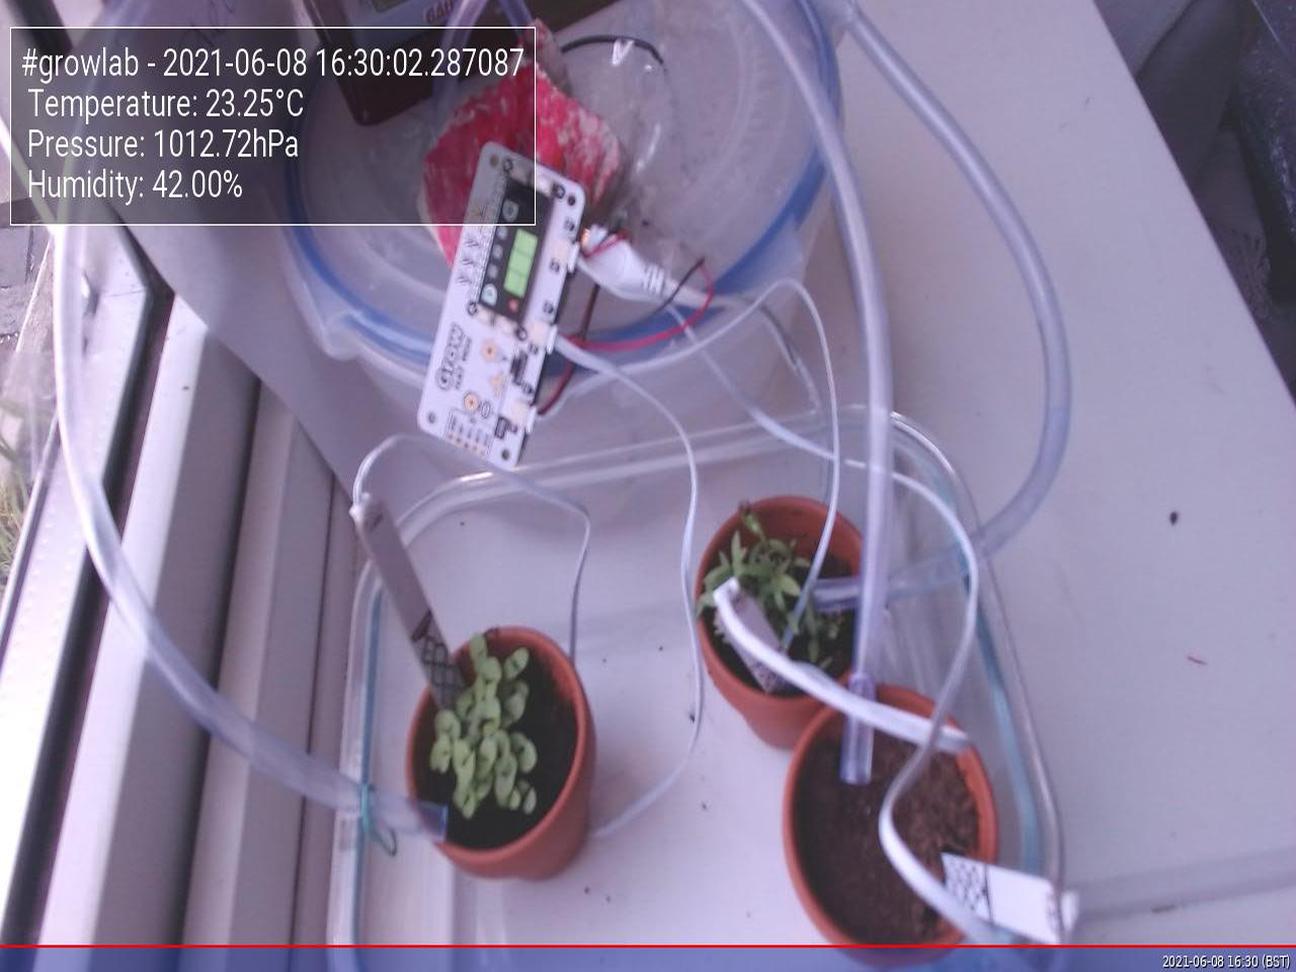 #growlab - 2021-06-08 16:30:02.287087
Temperature: 23.25°C
Pressure: 1012.72hPa
Humidity: 42.00%
GROW
2021-06-08 16:30 (BST)